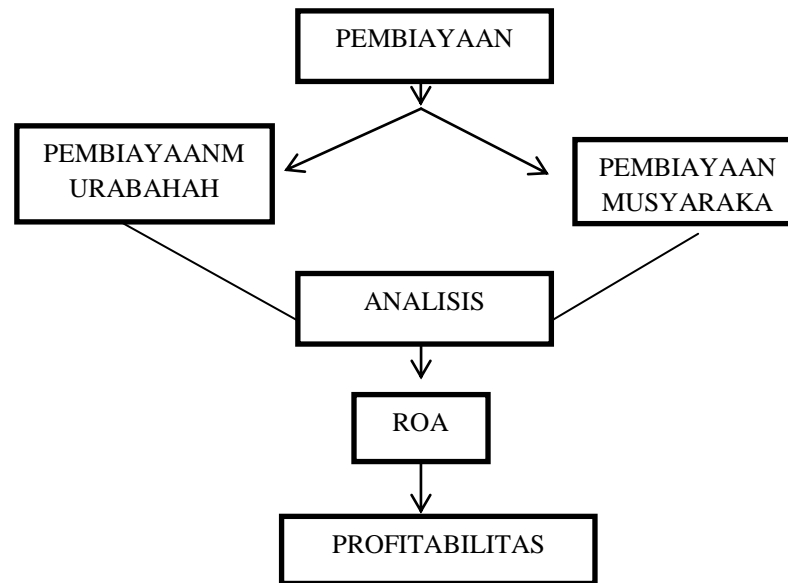 PEMBIAYAAN
PEMBIAYAANM
URABAHAH
PEMBIAYAAN
MUSYARAKA
ANALISIS
ROA
PROFITABILITAS